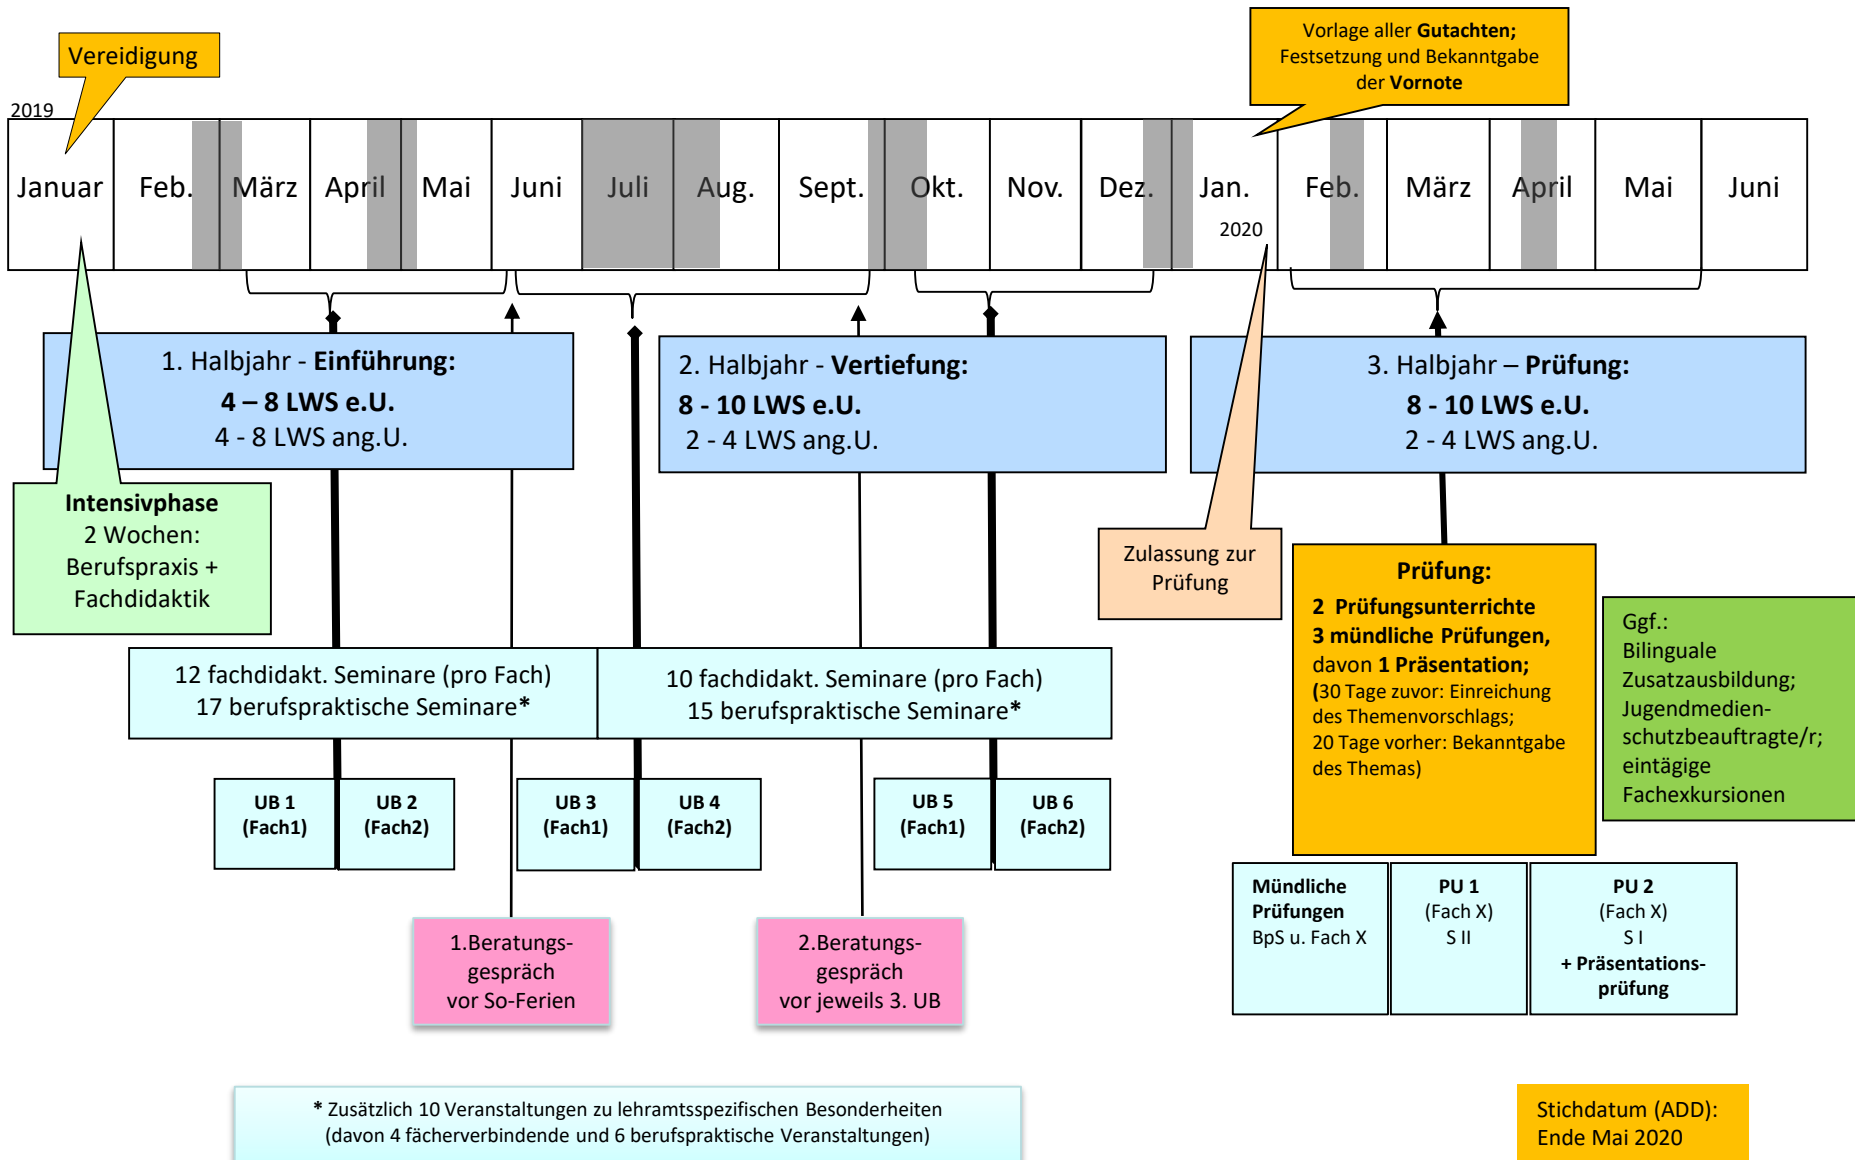 Vereidigung
Vorlage aller Gutachten;
Festsetzung und Bekanntgabe
der Vornote
2019
Januar
Feb.
März
April
Mai
Juni
Juli
Aug.
Sept.
Okt.
Nov.
Dez.
Jan.
2020
Feb.
März
April
Mai
Juni
1. Halbjahr - Einführung:
4 – 8 LWS e.U.
4 - 8 LWS ang.U.
2. Halbjahr - Vertiefung:
8 - 10 LWS e.U.
2 - 4 LWS ang.U.
3. Halbjahr – Prüfung:
8 - 10 LWS e.U.
2 - 4 LWS ang.U.
Intensivphase
2 Wochen:
Berufspraxis +
Fachdidaktik
Zulassung zur
Prüfung
Prüfung:
2 Prüfungsunterrichte
3 mündliche Prüfungen,
davon 1 Präsentation;
(30 Tage zuvor: Einreichung
des Themenvorschlags;
20 Tage vorher: Bekanntgabe
des Themas)
Ggf.:
Bilinguale
Zusatzausbildung;
Jugendmedien-
schutzbeauftragte/r;
eintägige
Fachexkursionen
12 fachdidakt. Seminare (pro Fach)
17 berufspraktische Seminare*
10 fachdidakt. Seminare (pro Fach)
15 berufspraktische Seminare*
UB 1
(Fach1)
UB 2
(Fach2)
UB 3
(Fach1)
UB 4
(Fach2)
UB 5
(Fach1)
UB 6
(Fach2)
Mündliche
Prüfungen
BpS u. Fach X
PU 1
(Fach X)
S II
PU 2
(Fach X)
S I
+ Präsentations-
prüfung
1.Beratungs-
gespräch
vor So-Ferien
2.Beratungs-
gespräch
vor jeweils 3. UB
* Zusätzlich 10 Veranstaltungen zu lehramtsspezifischen Besonderheiten
(davon 4 fächerverbindende und 6 berufspraktische Veranstaltungen)
Stichdatum (ADD):
Ende Mai 2020